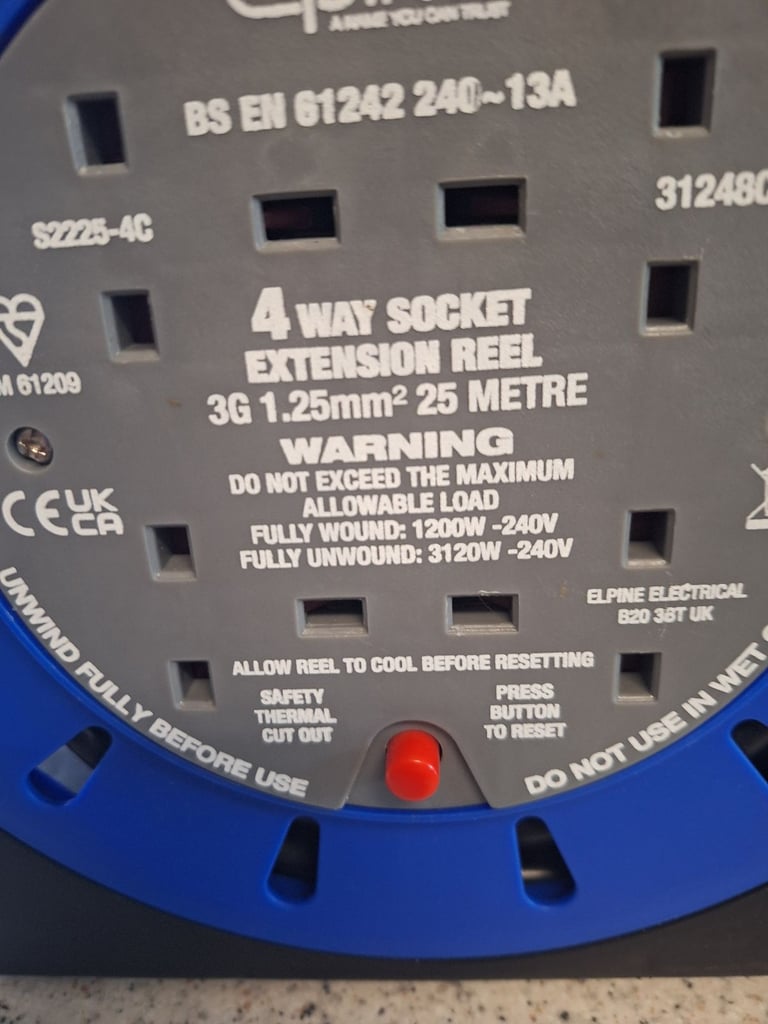 A NAME YOU CAN TRUST
BS EN 61242 240~13A
S2225-4C
31248C
4 WAY SOCKET
EXTENSION REEL
3G 1.25mm² 25 METRE
M 61209
WARNING
DO NOT EXCEED THE MAXIMUM
ALLOWABLE LOAD
FULLY WOUND: 1200W -240V
FULLY UNWOUND: 3120W -240V
CE UK
CA
ELPINE ELECTRICAL
B20 3BT UK
ALLOW REEL TO COOL BEFORE RESETTING
SAFETY
THERMAL
CUT OUT
PRESS
BUTTON
TO RESET
UNWIND FULLY BEFORE USE
DO NOT USE IN WET